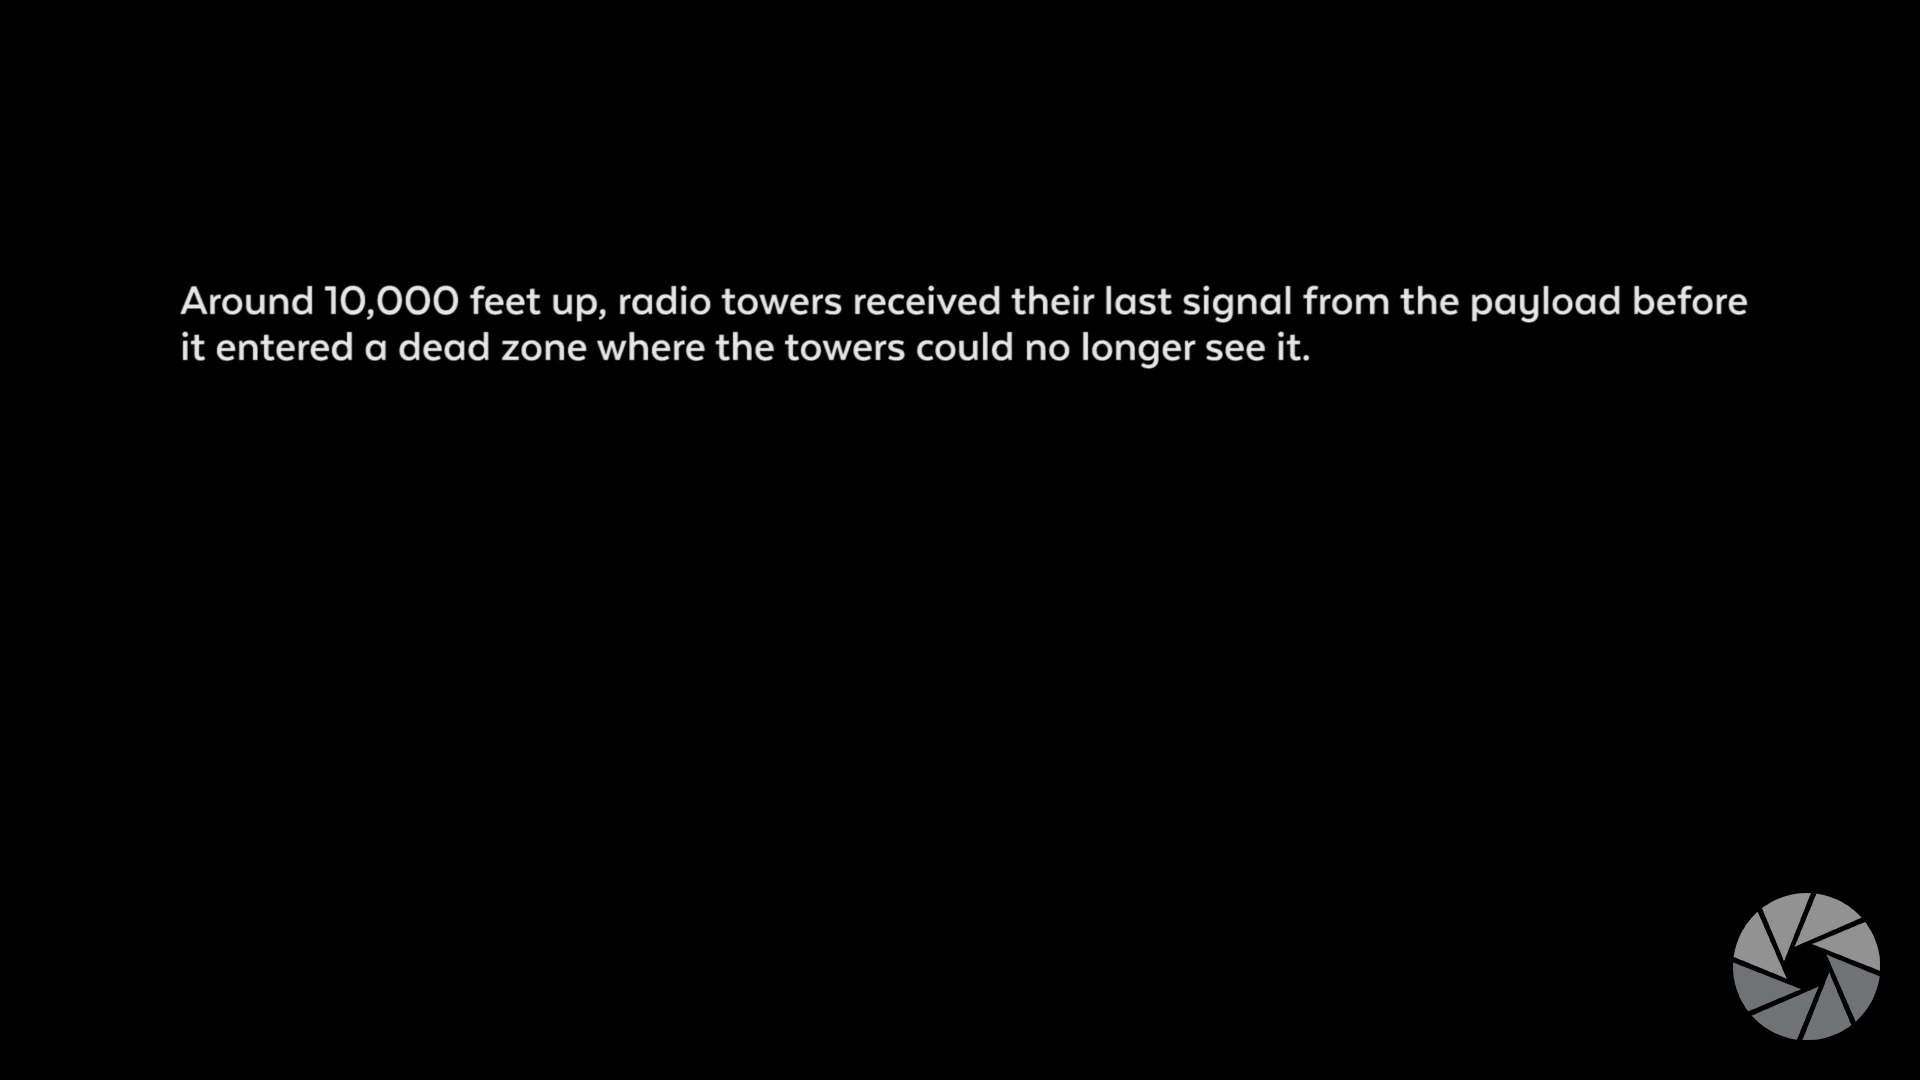 Around 10,000 feet up, radio towers received their last signal from the payload before
it entered a dead zone where the towers could no longer see it.